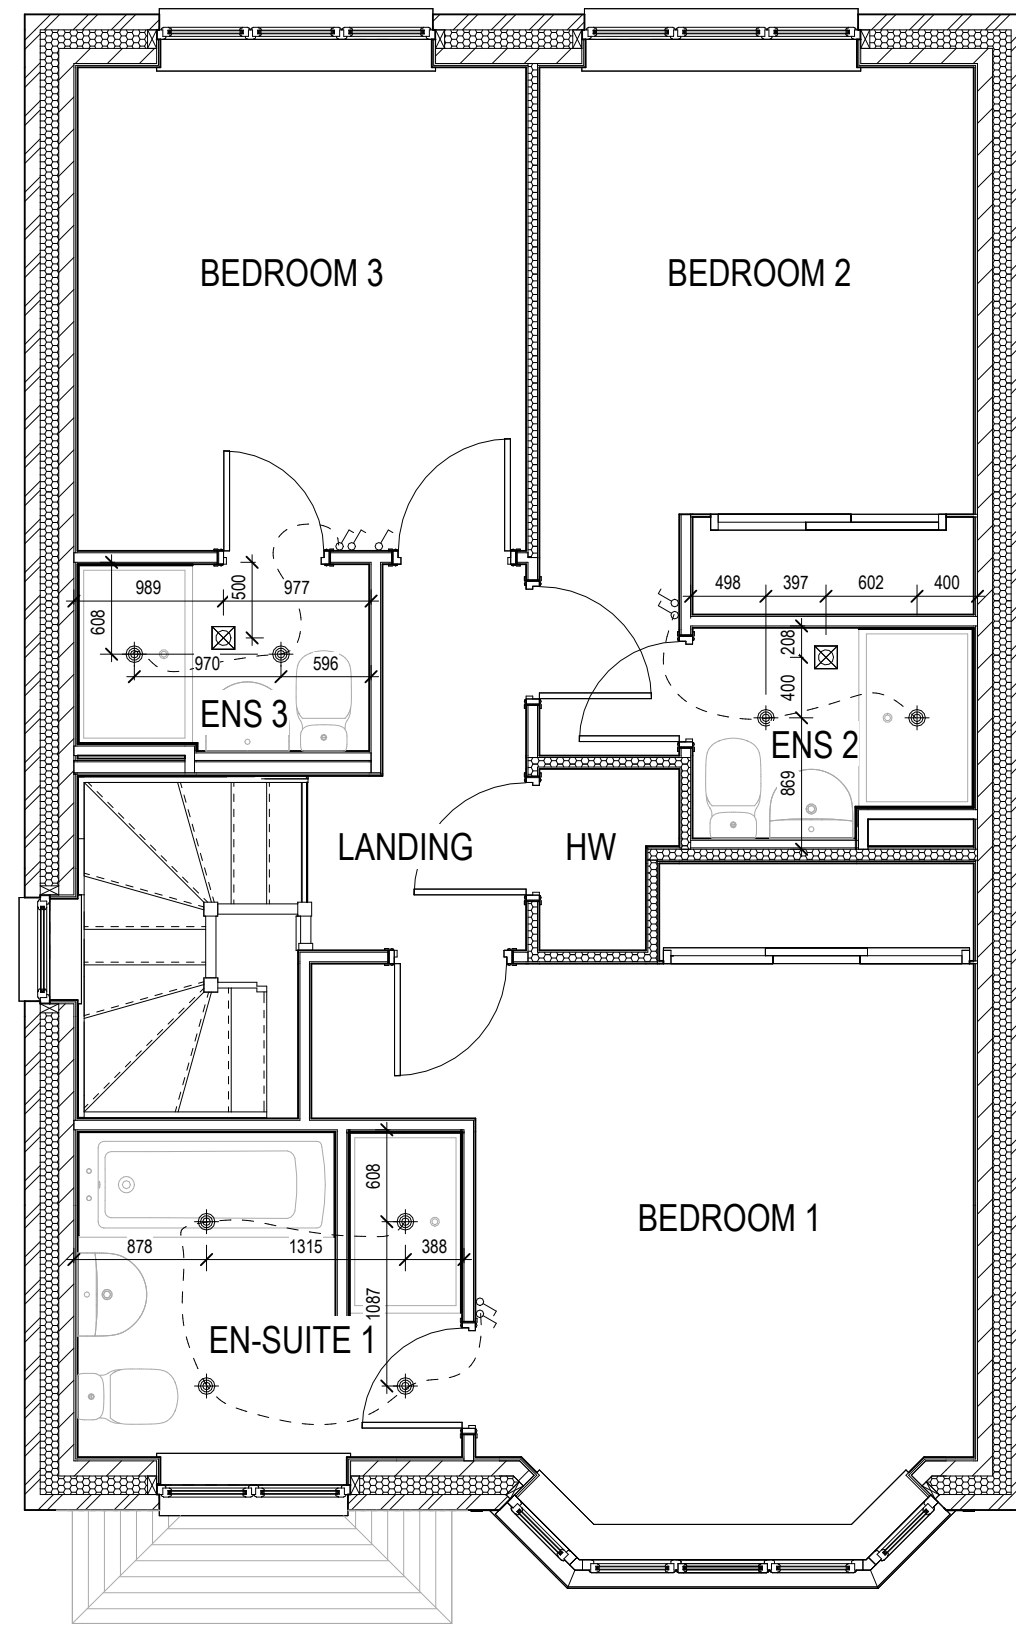 BEDROOM 3
BEDROOM 2
989
500
977
608
970
596
ENS 3
498
397
602
400
208
400
ENS 2
869
LANDING
HW
608
BEDROOM 1
878
1315
388
1087
EN-SUITE 1